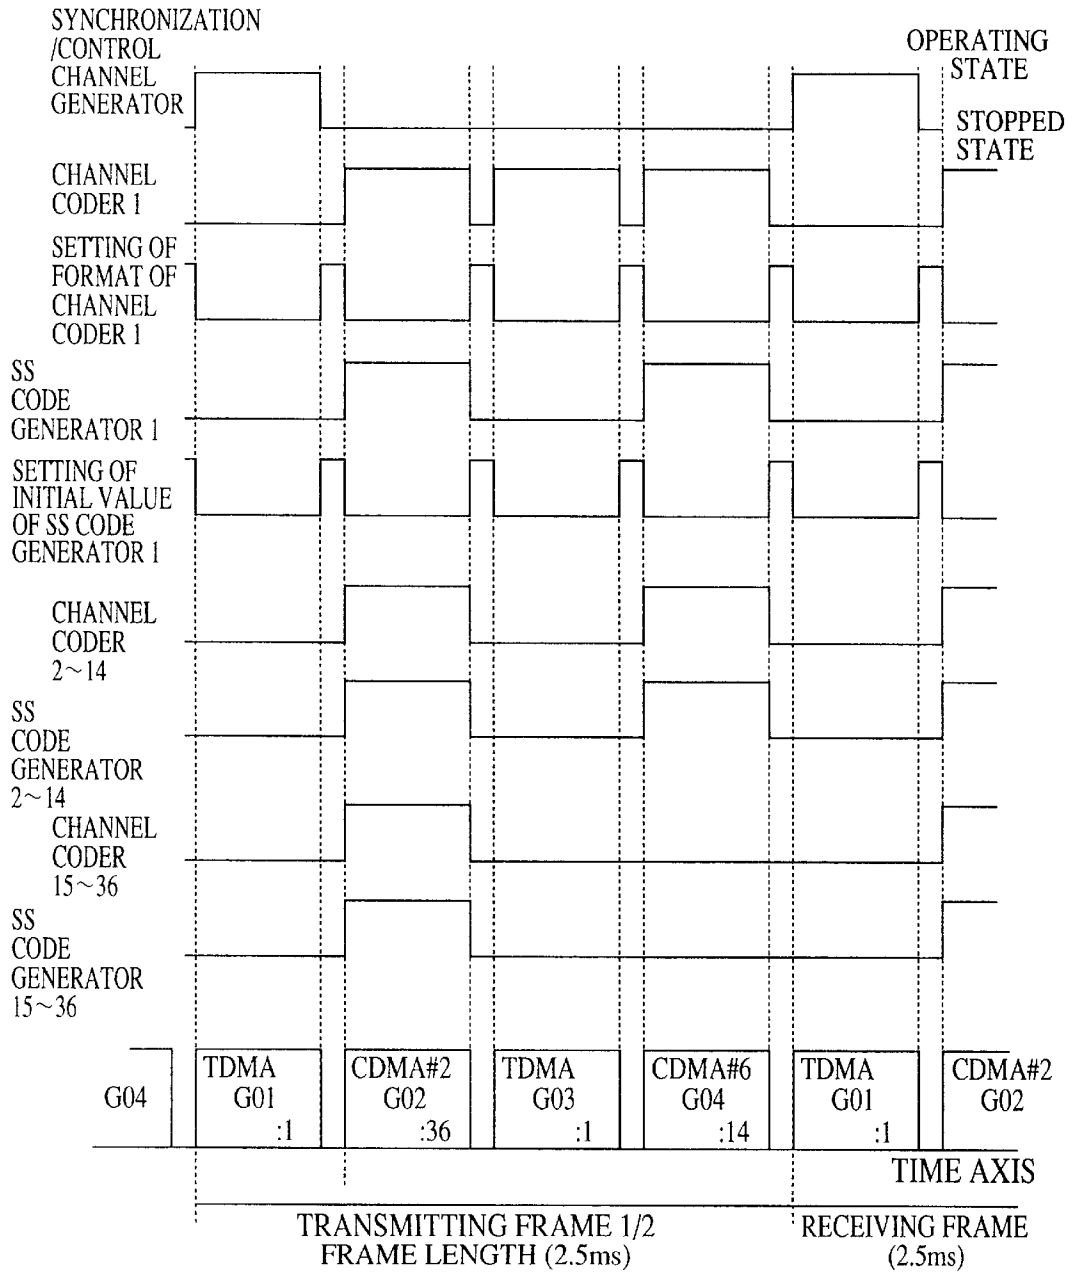 SYNCHRONIZATION
/CONTROL
CHANNEL
GENERATOR
OPERATING
STATE
STOPPED
STATE
CHANNEL
CODER 1
SETTING OF
FORMAT OF
CHANNEL
CODER 1
SS
CODE
GENERATOR 1
SETTING OF
INITIAL VALUE
OF SS CODE
GENERATOR 1
CHANNEL
CODER
2~14
SS
CODE
GENERATOR
2~14
CHANNEL
CODER
15~36
SS
CODE
GENERATOR
15~36
G04
TDMA
G01
:1
CDMA#2
G02
:36
TDMA
G03
:1
CDMA#6
G04
:14
TDMA
G01
:1
CDMA#2
G02
TIME AXIS
TRANSMITTING FRAME 1/2
FRAME LENGTH (2.5ms)
RECEIVING FRAME
(2.5ms)